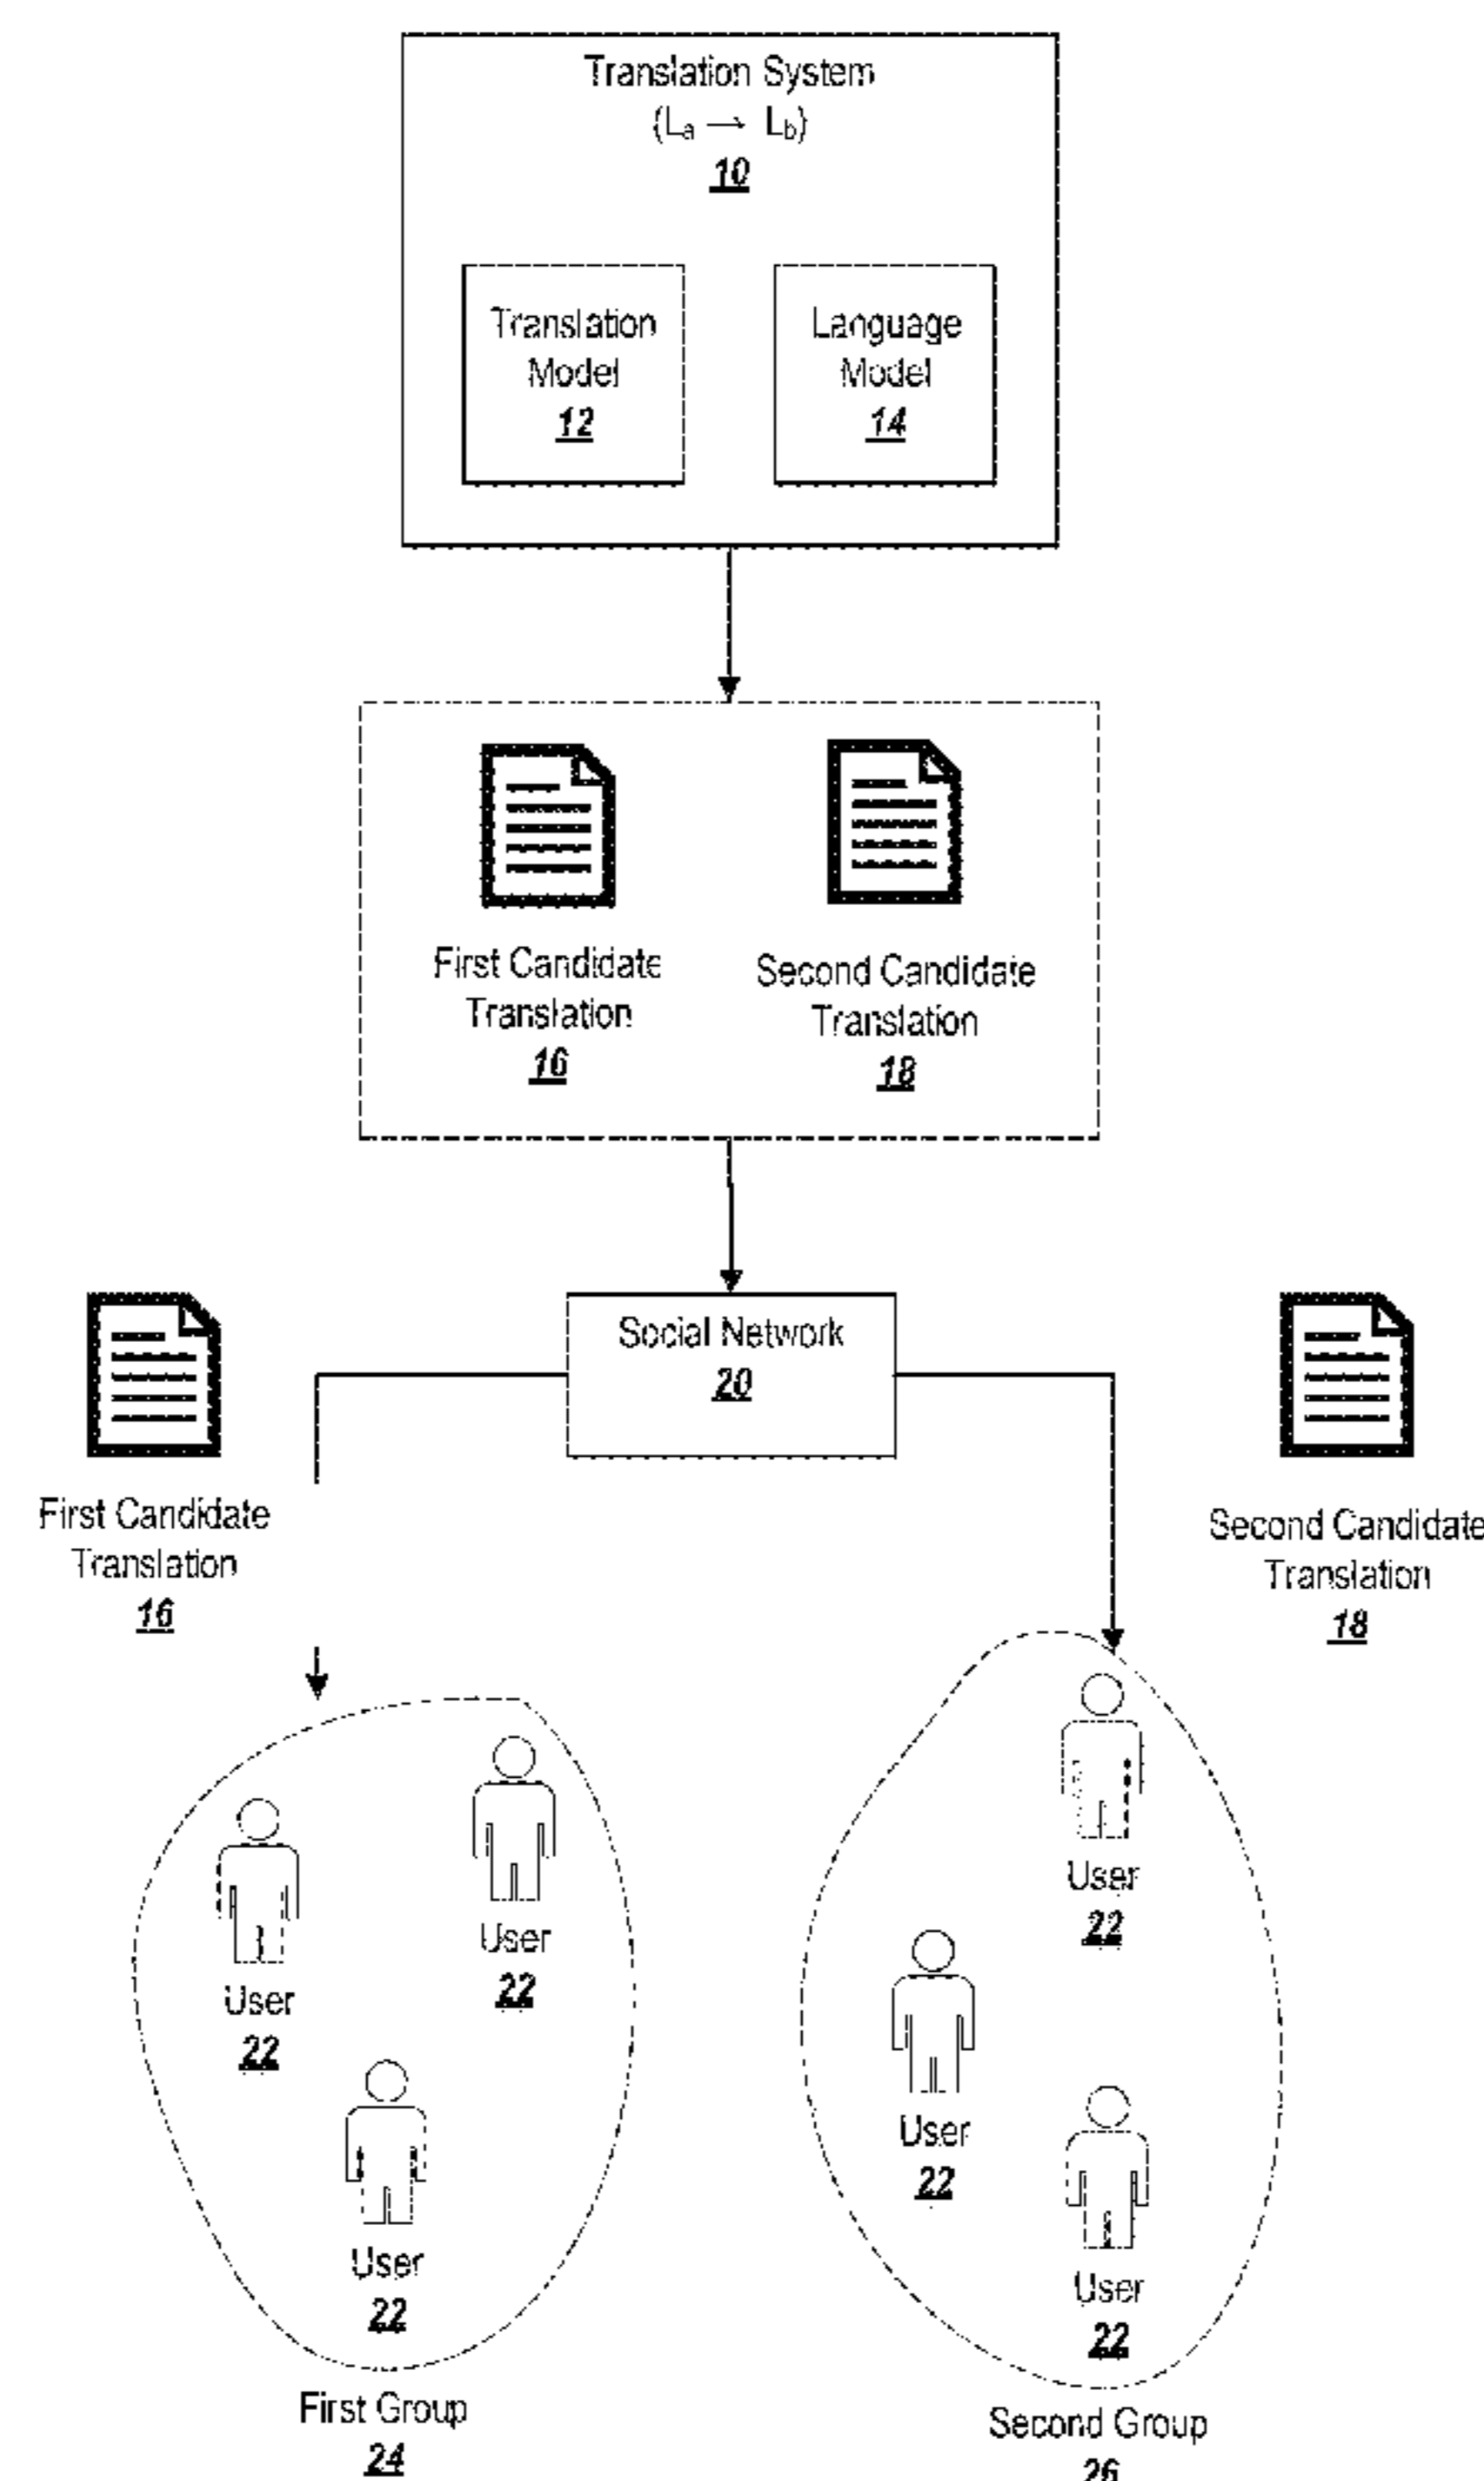 Translation System
(La → Lb)
10
Translation
Model
12
Language
Model
14
First Candidate
Translation
16
Second Candidate
Translation
18
Social Network
20
First Candidate
Translation
16
Second Candidate
Translation
18
User
22
User
22
User
22
First Group
24
User
22
User
22
User
22
Second Group
26